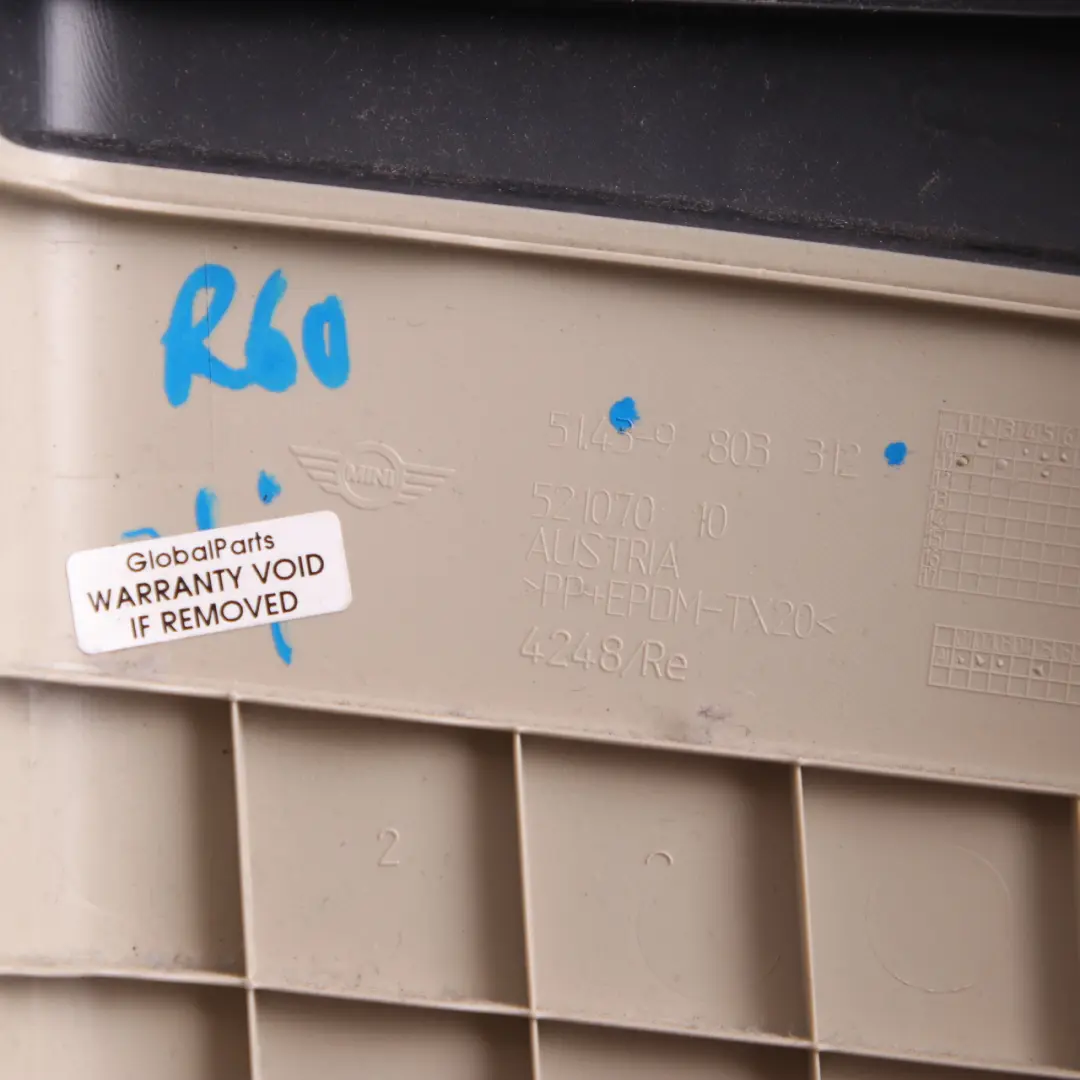 R60
MINI
51.43-9 803 312
521070 10
AUSTRIA
>PP+EPDM-TX20<
4248/Re
GlobalParts
WARRANTY VOID
IF REMOVED
2